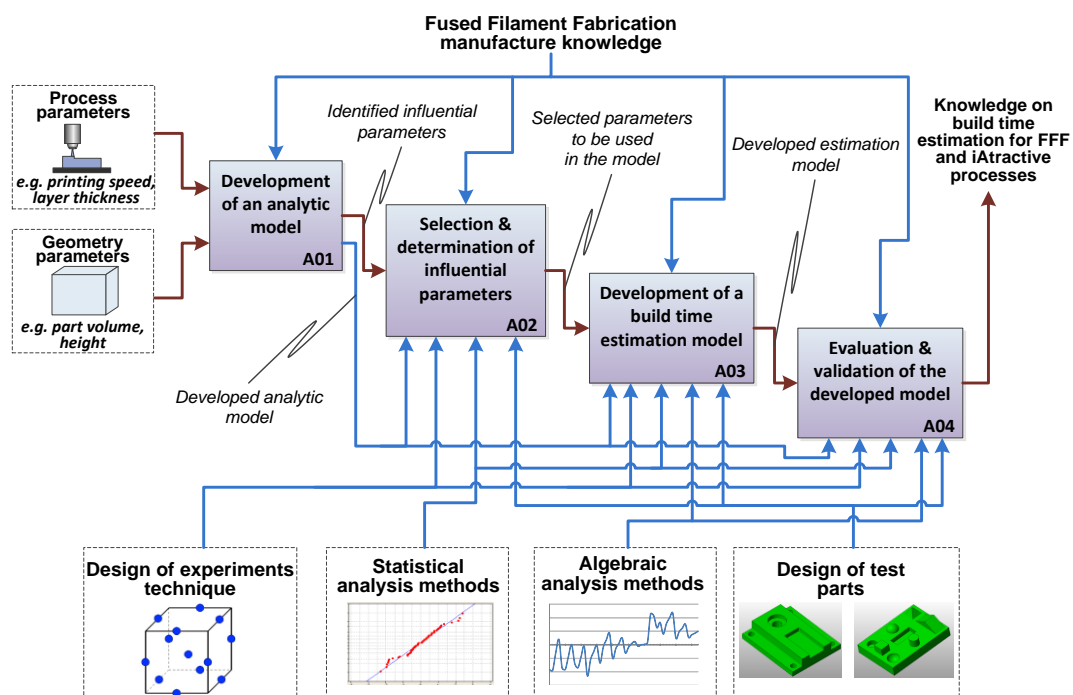 Fused Filament Fabrication
manufacture knowledge
Process
parameters
e.g. printing speed,
layer thickness
Geometry
parameters
e.g. part volume,
height
Identified influential
parameters
Selected parameters
to be used
in the model
Developed estimation
model
Knowledge on
build time
estimation for FFF
and iAtractive
processes
Development
of an analytic
model
A01
Selection &
determination of
influential
parameters
A02
Development of a
build time
estimation model
A03
Evaluation &
validation of the
developed model
A04
Developed analytic
model
Design of experiments
technique
Statistical
analysis methods
Algebraic
analysis methods
Design of test
parts